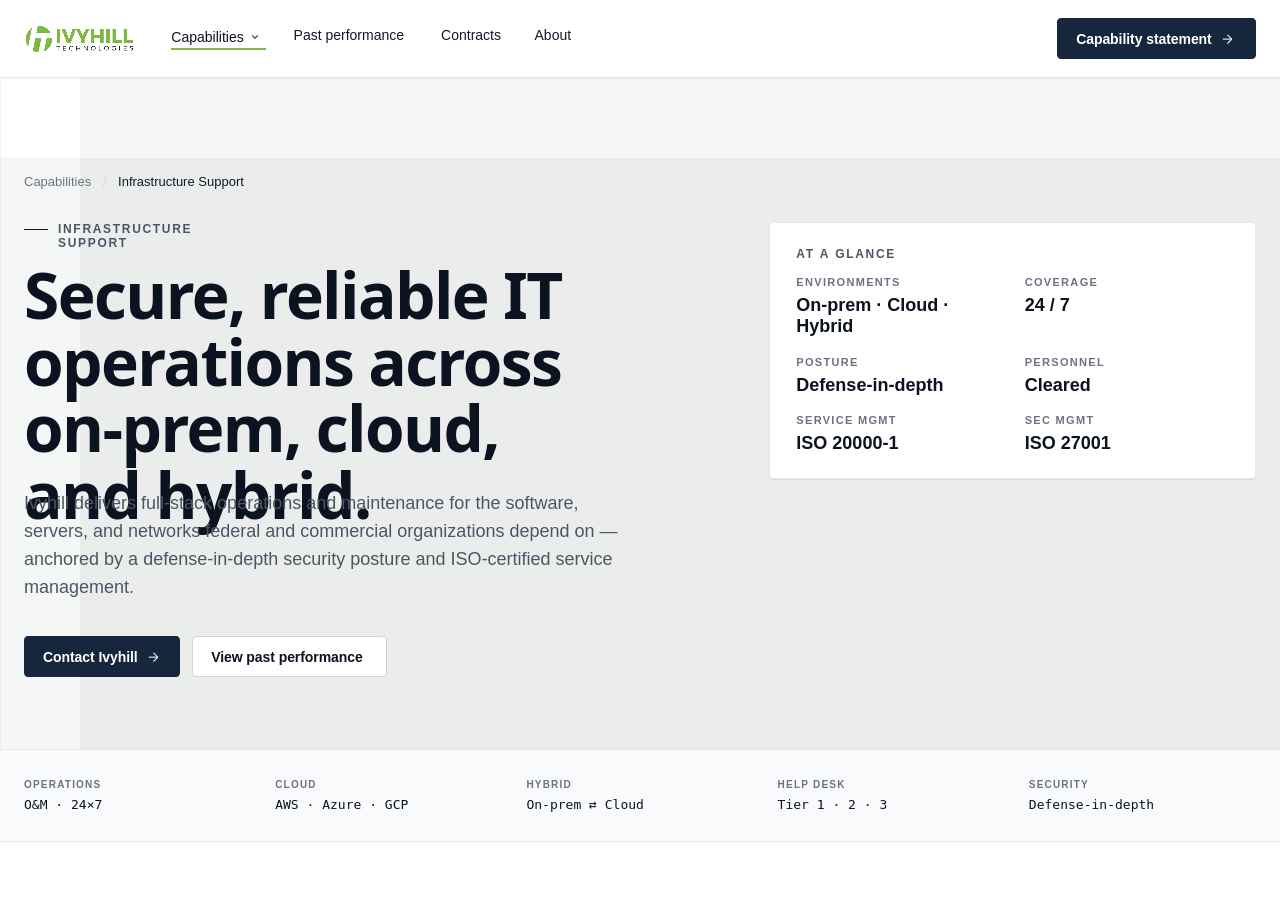 IVYHILL
TECHNOLOGIES
Capabilities
Past performance
Contracts
About
Capability statement
Capabilities / Infrastructure Support
INFRASTRUCTURE
SUPPORT
Secure, reliable IT
operations across
on-prem, cloud,
and hybrid.
Ivyhill delivers full-stack operations and maintenance for the software,
servers, and networks federal and commercial organizations depend on —
anchored by a defense-in-depth security posture and ISO-certified service
management.
Contact Ivyhill
View past performance
AT A GLANCE
ENVIRONMENTS
On-prem · Cloud ·
Hybrid
COVERAGE
24 / 7
POSTURE
Defense-in-depth
PERSONNEL
Cleared
SERVICE MGMT
ISO 20000-1
SEC MGMT
ISO 27001
OPERATIONS
O&M · 24×7
CLOUD
AWS · Azure · GCP
HYBRID
On-prem ⇄ Cloud
HELP DESK
Tier 1 · 2 · 3
SECURITY
Defense-in-depth